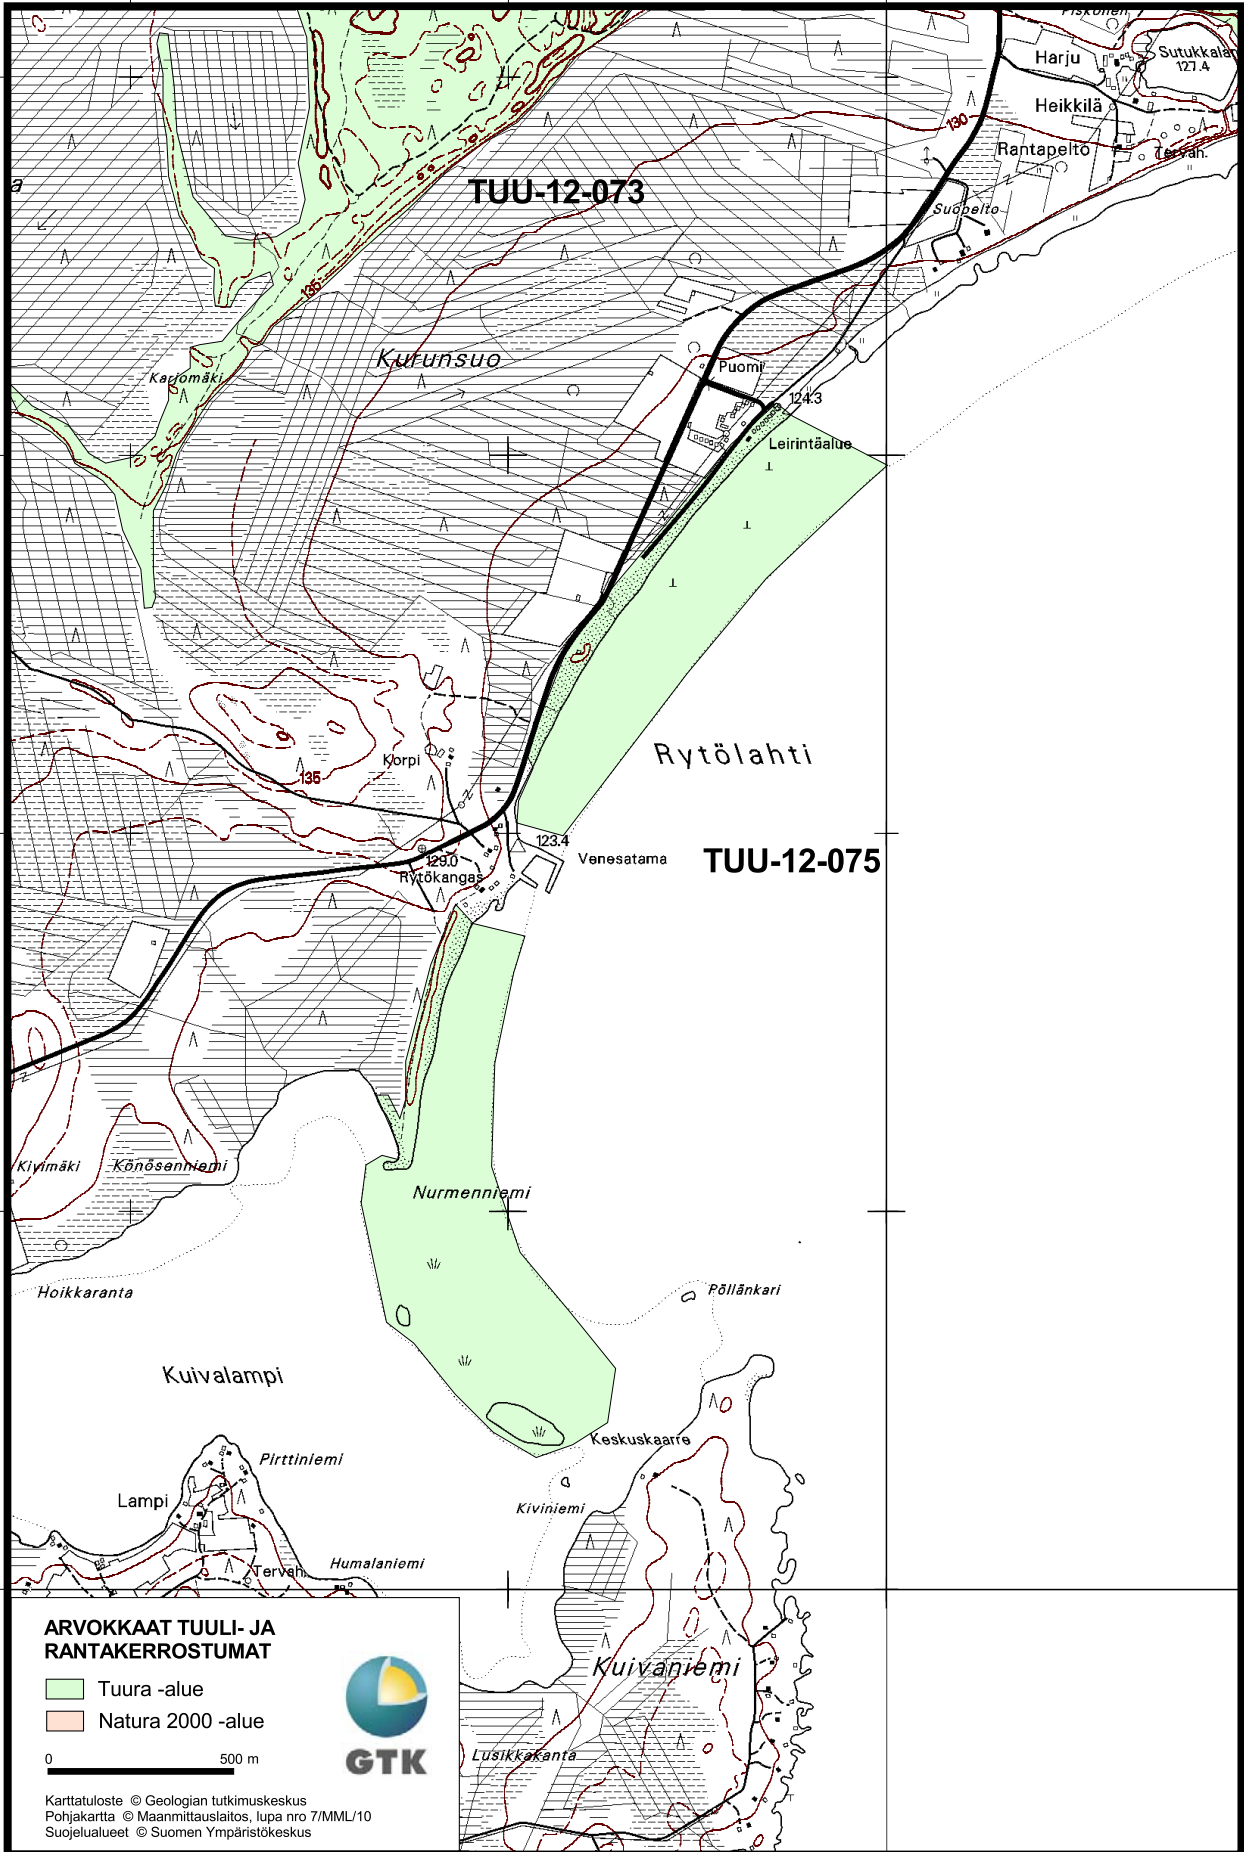 Piskonen
Harju
Sutukkalam
127.4
Heikkilä
130
Rantapelto
Tervah.
a
TUU-12-073
Suopelto
135
Kurunsuo
Karjomäki
Puomi
124.3
Leirintäalue
Rytölahti
Korpi
135
123.4
Venesatama
TUU-12-075
129.0
Rytökangas
Kivimäki
Könösenniemi
Nurmenniemi
Hoikkaranta
Pöllänkari
Kuivalampi
Keskuskaarre
Pirttiniemi
Lampi
Kiviniemi
Tervah.
Humalaniemi
Kuivaniemi
Lusikkakanta
ARVOKKAAT TUULI- JA
RANTAKERROSTUMAT
Tuura -alue
Natura 2000 -alue
0 500 m
GTK
Karttatuloste © Geologian tutkimuskeskus
Pohjakartta © Maanmittauslaitos, lupa nro 7/MML/10
Suojelualueet © Suomen Ympäristökeskus